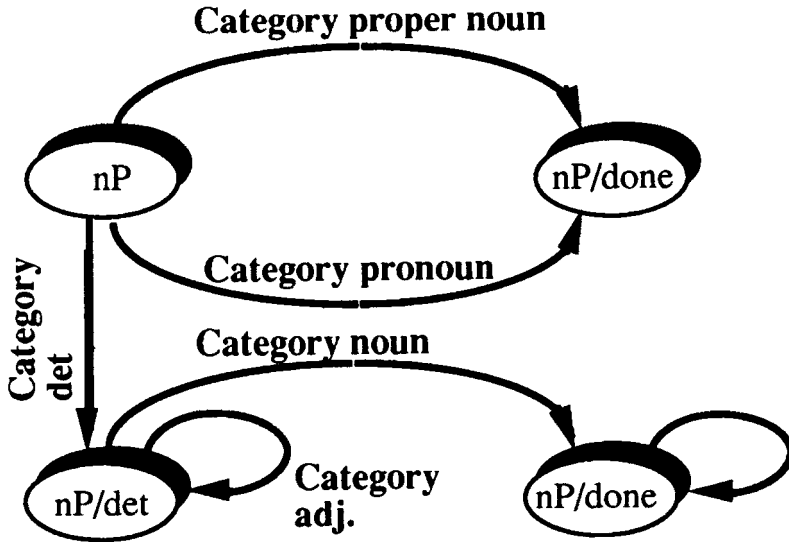 Category proper noun
nP
nP/done
Category pronoun
Category
det
Category noun
nP/det
Category
adj.
nP/done